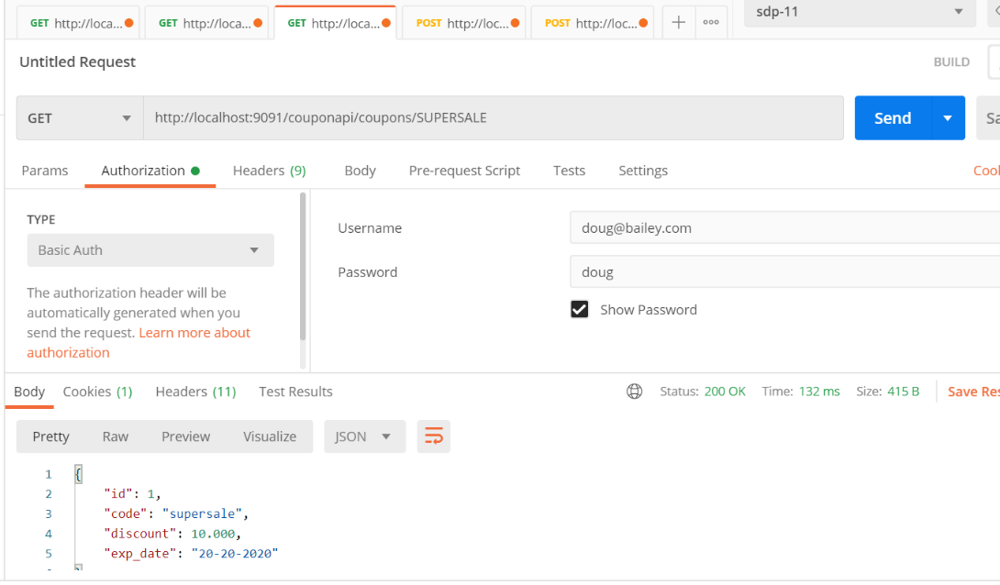 GET http://loca... GET http://loca... GET http://loca... POST http://loc... POST http://loc... + ooo sdp-11
Untitled Request BUILD
GET http://localhost:9091/couponapi/coupons/SUPERSALE Send Sa
Params Authorization Headers (9) Body Pre-request Script Tests Settings Cool
TYPE
Basic Auth
The authorization header will be
automatically generated when you
send the request. Learn more about
authorization
Username doug@bailey.com
Password doug
Show Password
Body Cookies (1) Headers (11) Test Results Status: 200 OK Time: 132 ms Size: 415 B Save Res
Pretty Raw Preview Visualize JSON
1 {
2 "id": 1,
3 "code": "supersale",
4 "discount": 10.000,
5 "exp_date": "20-20-2020"